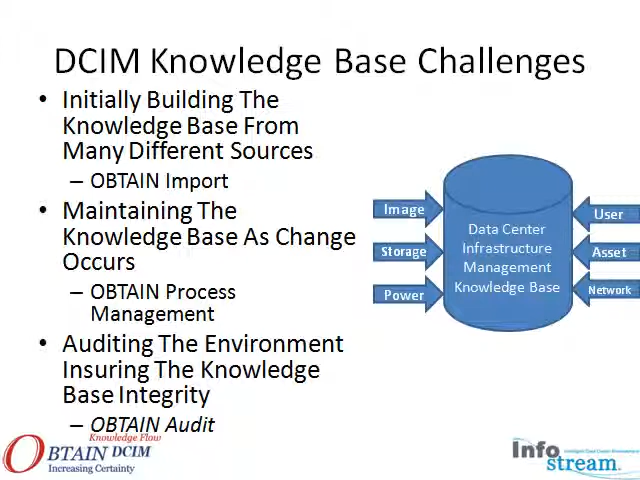 DCIM Knowledge Base Challenges
• Initially Building The
Knowledge Base From
Many Different Sources
– OBTAIN Import
• Maintaining The
Knowledge Base As Change
Occurs
– OBTAIN Process
Management
• Auditing The Environment
Insuring The Knowledge
Base Integrity
– OBTAIN Audit
Image
Storage
Power
Data Center
Infrastructure
Management
Knowledge Base
User
Asset
Network
Knowledge Flow
OBTAIN DCIM
Increasing Certainty
Info
stream.